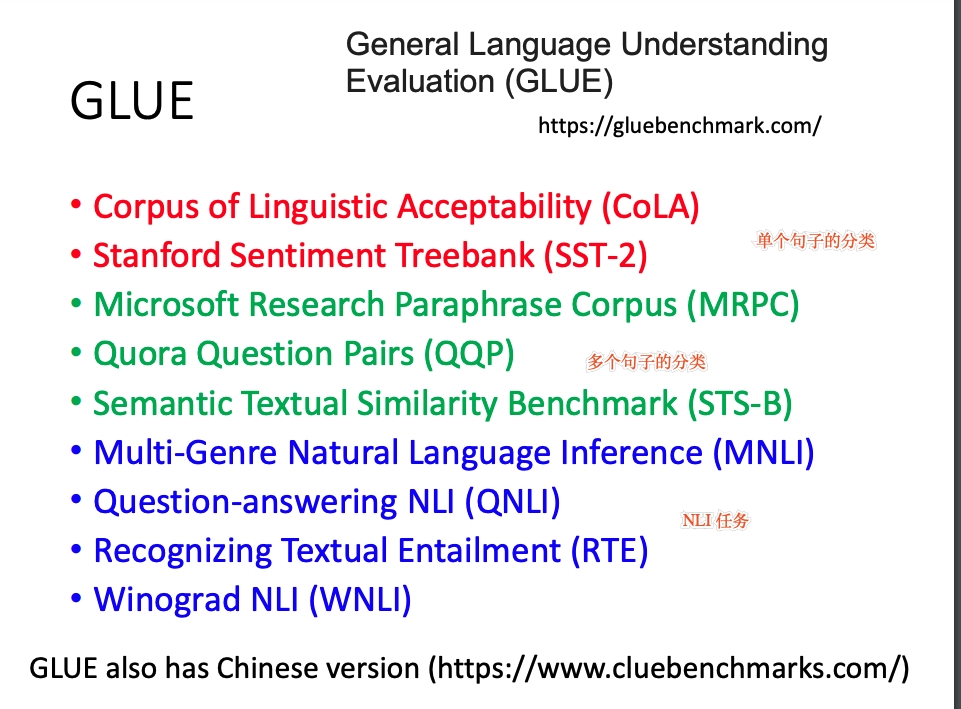 General Language Understanding
Evaluation (GLUE)
GLUE
https://gluebenchmark.com/
• Corpus of Linguistic Acceptability (CoLA)
单个句子的分类
• Stanford Sentiment Treebank (SST-2)
• Microsoft Research Paraphrase Corpus (MRPC)
• Quora Question Pairs (QQP)
多个句子的分类
• Semantic Textual Similarity Benchmark (STS-B)
• Multi-Genre Natural Language Inference (MNLI)
• Question-answering NLI (QNLI)
NLI 任务
• Recognizing Textual Entailment (RTE)
• Winograd NLI (WNLI)
GLUE also has Chinese version (https://www.cluebenchmarks.com/)